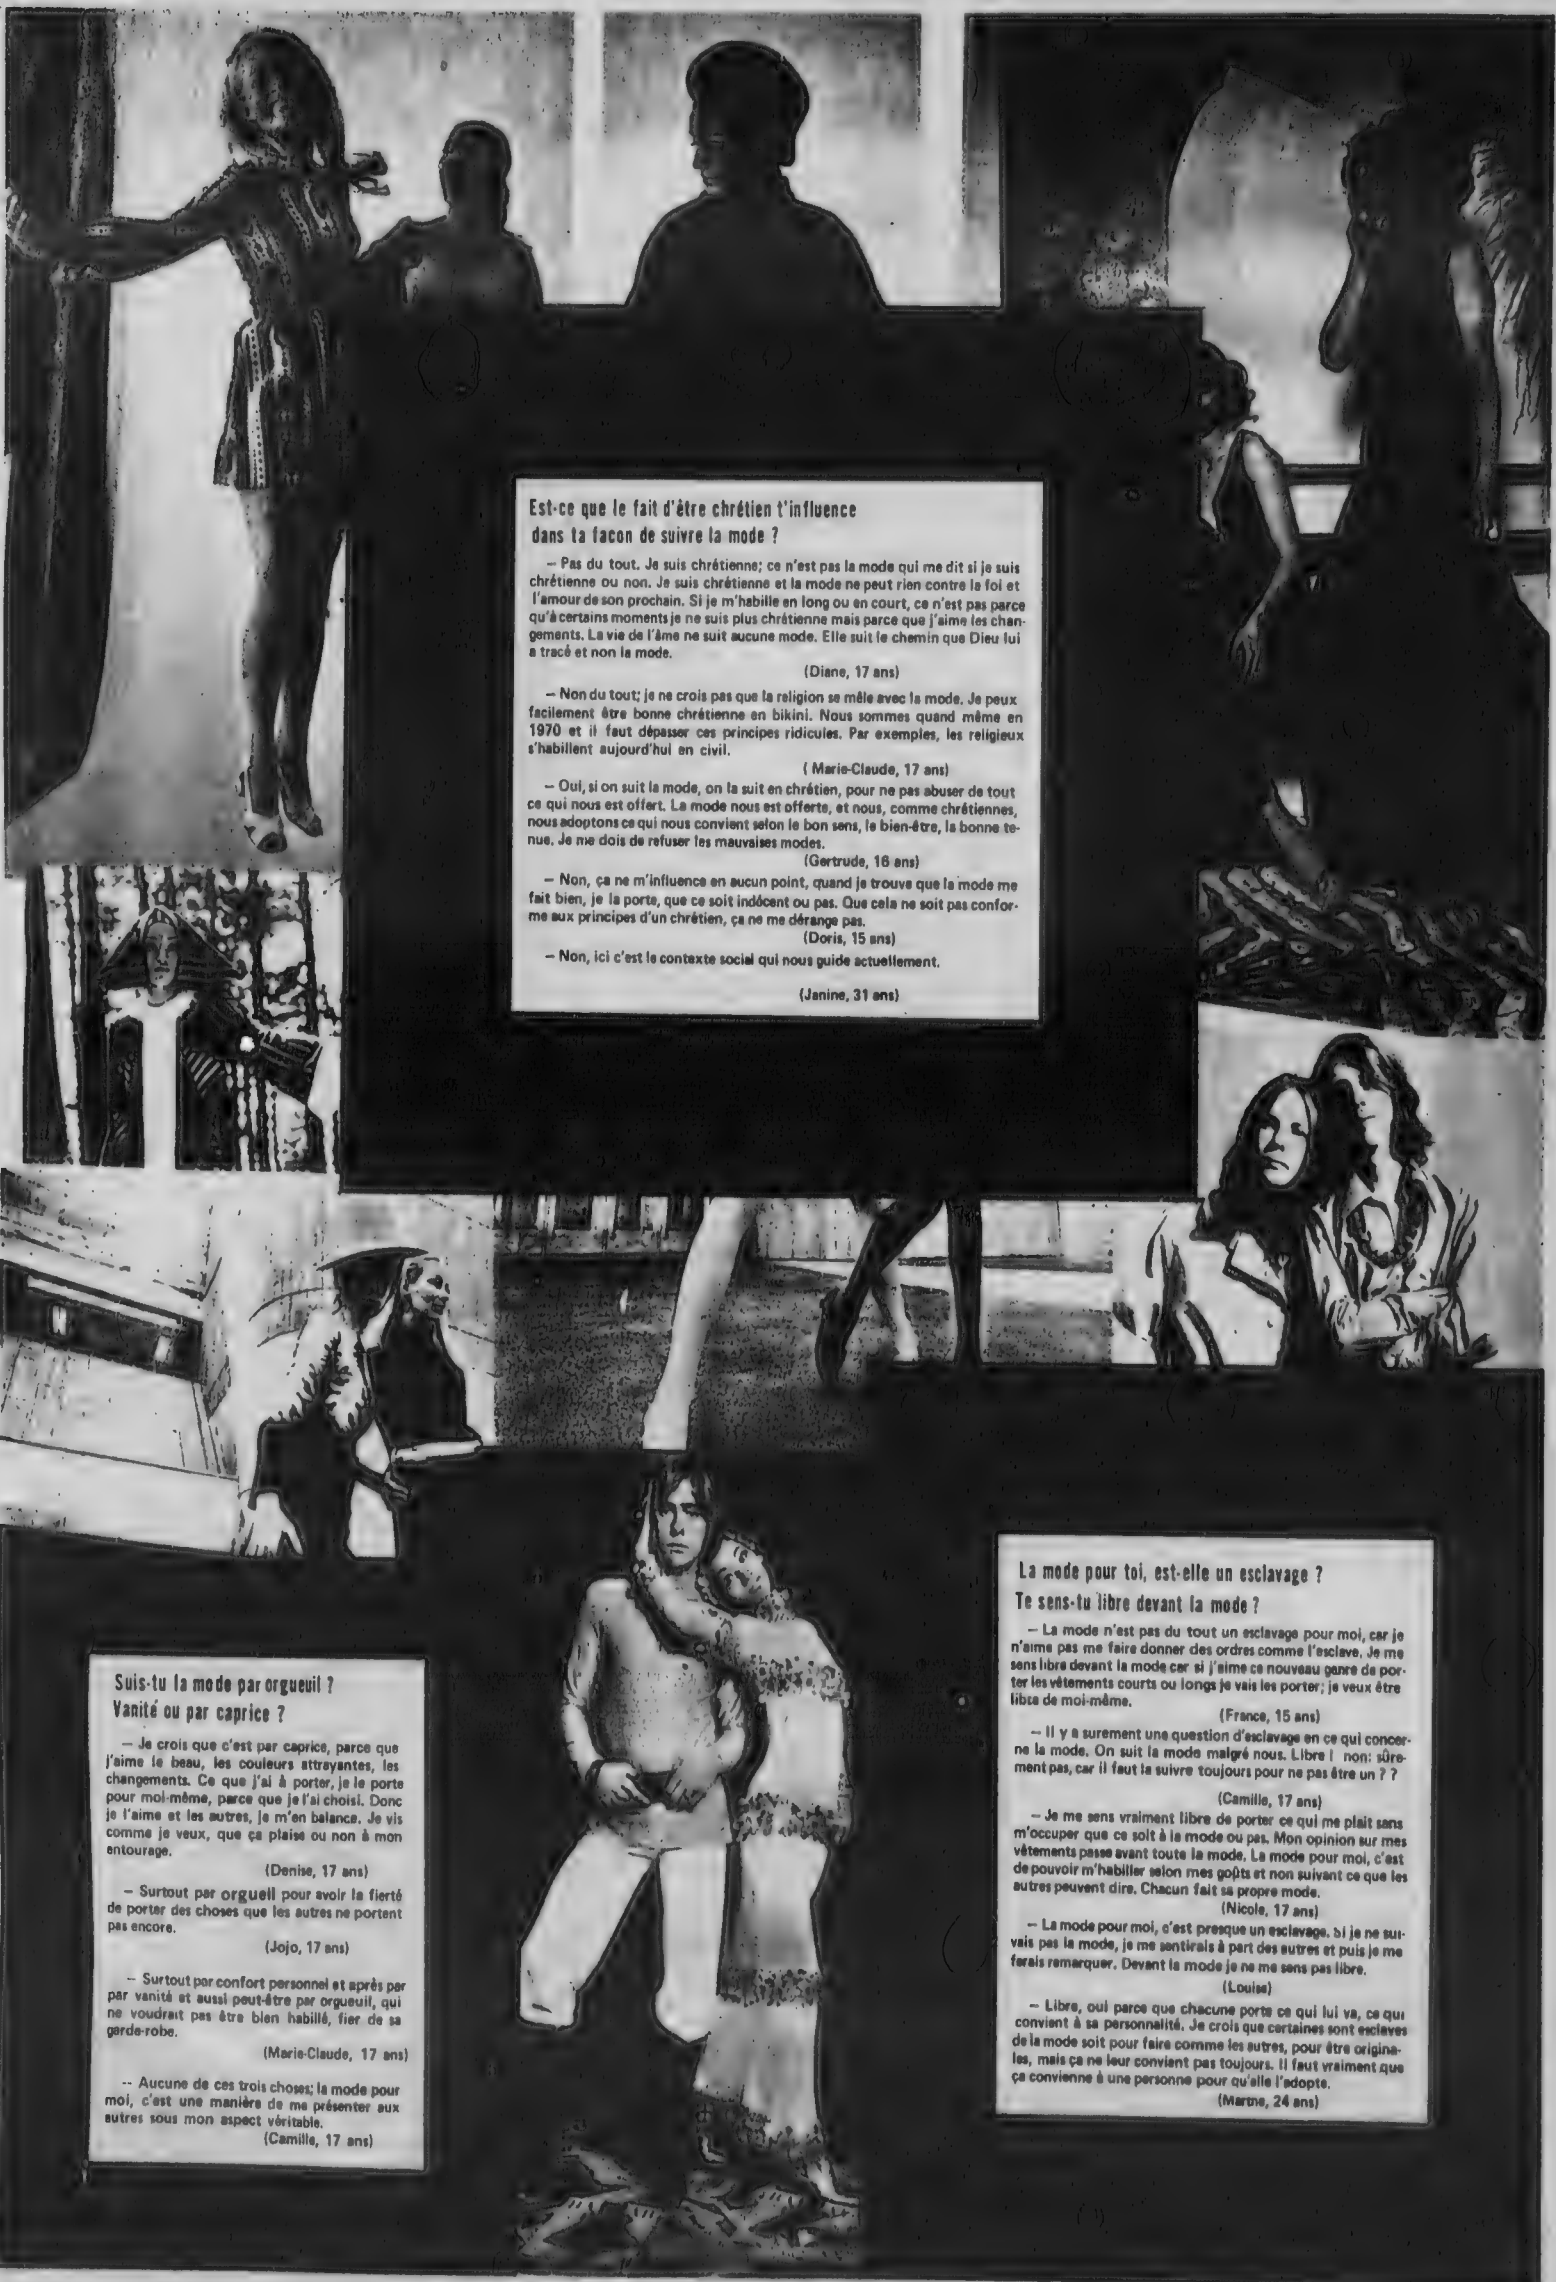 Est-ce que le fait d'être chrétien t'influence
dans ta facon de suivre la mode ?
— Pas du tout. Je suis chrétienne; ce n'est pas la mode qui me dit si je suis
chrétienne ou non. Je suis chrétienne et la mode ne peut rien contre la foi et
l'amour de son prochain. Si je m'habille en long ou en court, ce n'est pas parce
qu'à certains moments je ne suis plus chrétienne mais parce que j'aime les chan-
gements. La vie de l'âme ne suit aucune mode. Elle suit le chemin que Dieu lui
a tracé et non la mode.
(Diane, 17 ans)
— Non du tout; je ne crois pas que la religion se mêle avec la mode. Je peux
facilement être bonne chrétienne en bikini. Nous sommes quand même en
1970 et il faut dépasser ces principes ridicules. Par exemples, les religieux
s'habillent aujourd'hui en civil.
( Marie-Claude, 17 ans)
— Oui, si on suit la mode, on la suit en chrétien, pour ne pas abuser de tout
ce qui nous est offert. La mode nous est offerte, et nous, comme chrétiennes,
nous adoptons ce qui nous convient selon le bon sens, le bien-être, la bonne te-
nue. Je me dois de refuser les mauvaises modes.
(Gertrude, 16 ans)
— Non, ça ne m'influence en aucun point, quand je trouve que la mode me
fait bien, je la porte, que ce soit indécent ou pas. Que cela ne soit pas confor-
me aux principes d'un chrétien, ça ne me dérange pas.
(Doris, 15 ans)
— Non, ici c'est le contexte social qui nous guide actuellement.
(Janine, 31 ans)
Suis-tu la mode par orgueuil ?
Vanité ou par caprice ?
— Je crois que c'est par caprice, parce que
j'aime le beau, les couleurs attrayantes, les
changements. Ce que j'ai à porter, je le porte
pour moi-même, parce que je l'ai choisi. Donc
je l'aime et les autres, je m'en balance. Je vis
comme je veux, que ça plaise ou non à mon
entourage.
(Denise, 17 ans)
— Surtout par orgueil pour avoir la fierté
de porter des choses que les autres ne portent
pas encore.
(Jojo, 17 ans)
— Surtout par confort personnel et après par
par vanité et aussi peut-être par orgueuil, qui
ne voudrait pas être bien habillé, fier de sa
garde-robe.
(Marie-Claude, 17 ans)
-- Aucune de ces trois choses; la mode pour
moi, c'est une manière de me présenter aux
autres sous mon aspect véritable.
(Camille, 17 ans)
La mode pour toi, est-elle un esclavage ?
Te sens-tu libre devant la mode ?
— La mode n'est pas du tout un esclavage pour moi, car je
n'aime pas me faire donner des ordres comme l'esclave. Je me
sens libre devant la mode car si j'aime ce nouveau genre de por-
ter les vêtements courts ou longs je vais les porter; je veux être
libre de moi-même.
(France, 15 ans)
— Il y a surement une question d'esclavage en ce qui concer-
ne la mode. On suit la mode malgré nous. Libre ! non: sûre-
ment pas, car il faut la suivre toujours pour ne pas être un ? ?
(Camille, 17 ans)
— Je me sens vraiment libre de porter ce qui me plait sans
m'occuper que ce soit à la mode ou pas. Mon opinion sur mes
vêtements passe avant toute la mode. La mode pour moi, c'est
de pouvoir m'habiller selon mes goûts et non suivant ce que les
autres peuvent dire. Chacun fait sa propre mode.
(Nicole, 17 ans)
— La mode pour moi, c'est presque un esclavage. Si je ne sui-
vais pas la mode, je me sentirais à part des autres et puis je me
ferais remarquer. Devant la mode je ne me sens pas libre.
(Louise)
— Libre, oui parce que chacune porte ce qui lui va, ce qui
convient à sa personnalité. Je crois que certaines sont esclaves
de la mode soit pour faire comme les autres, pour être origina-
les, mais ça ne leur convient pas toujours. Il faut vraiment que
ça convienne à une personne pour qu'elle l'adopte.
(Martne, 24 ans)